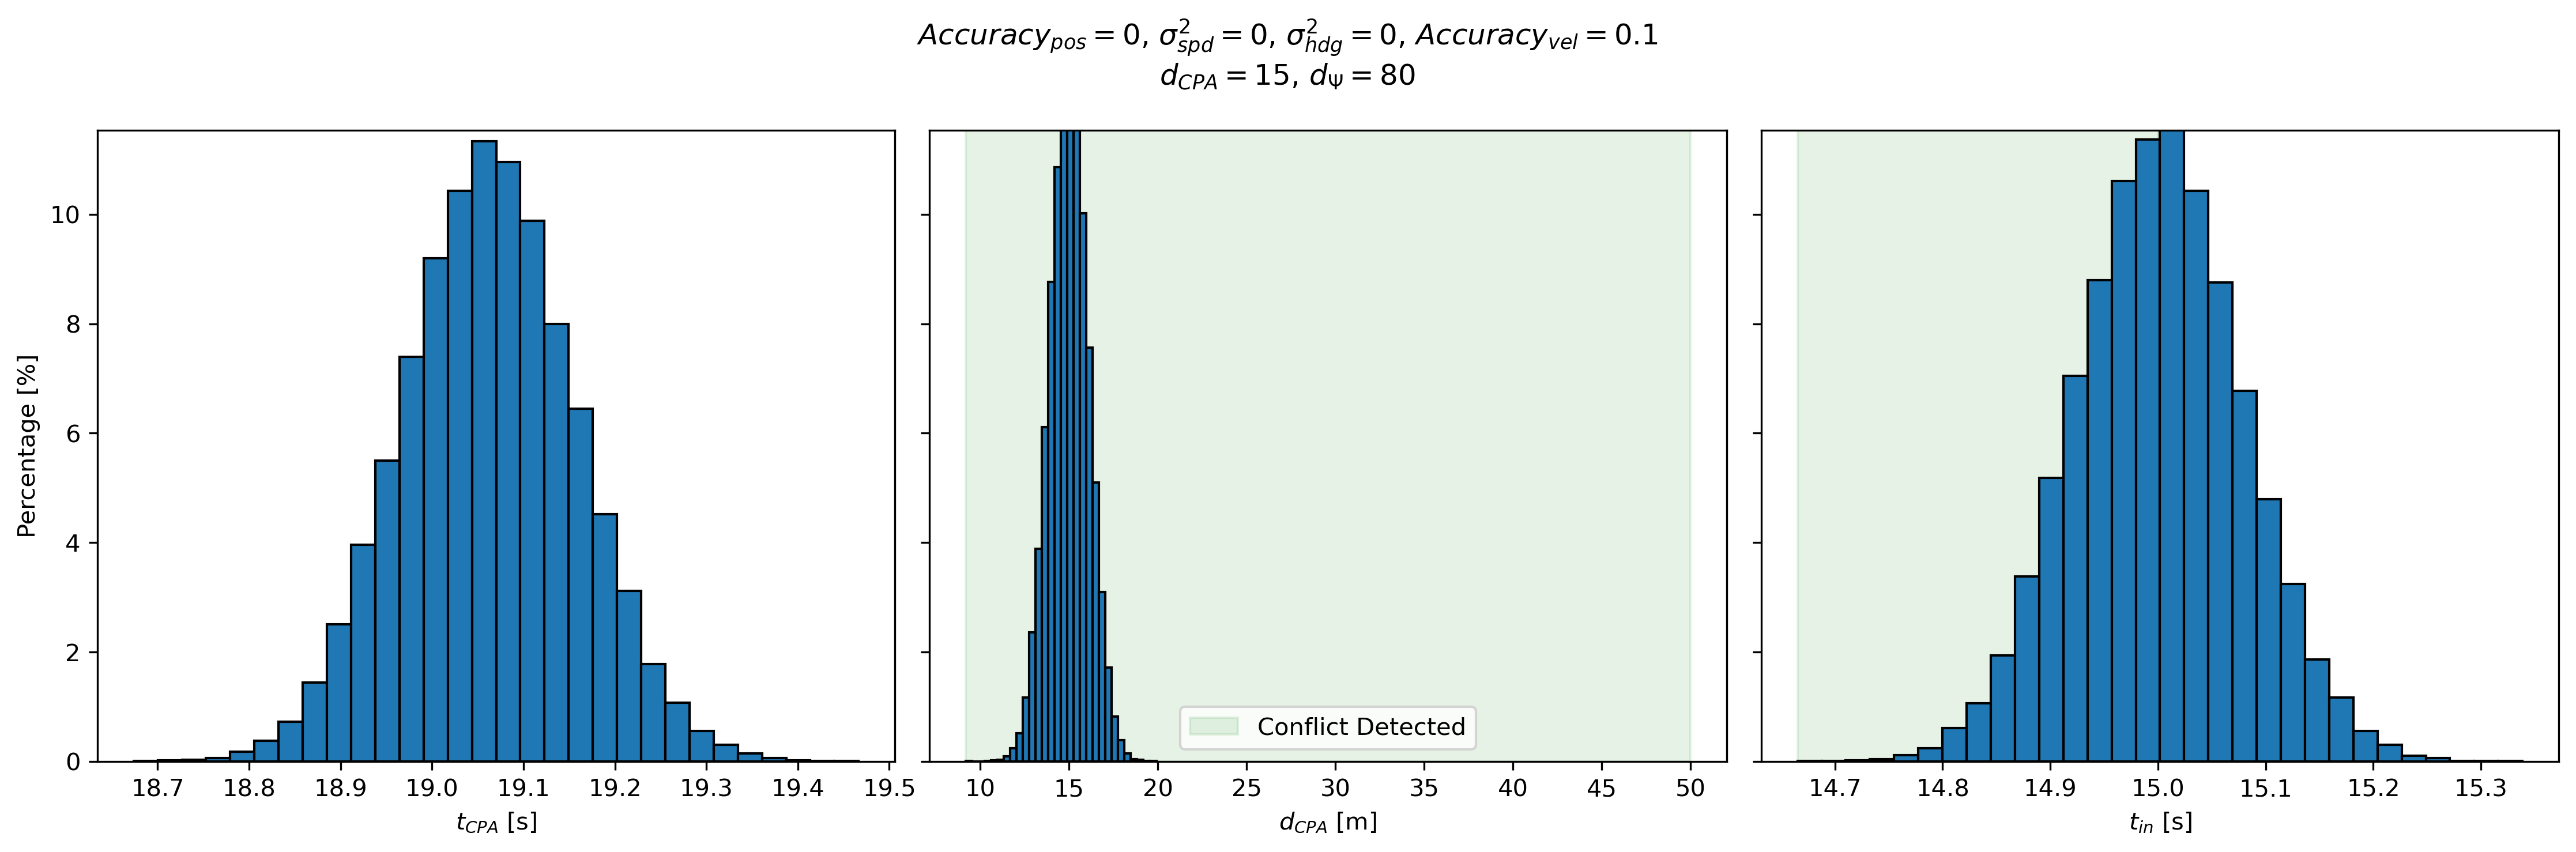 Accuracy_pos = 0, σ²_spd = 0, σ²_hdg = 0, Accuracy_vel = 0.1
d_CPA = 15, d_Ψ = 80
Percentage [%]
10
8
6
4
2
0
18.7 18.8 18.9 19.0 19.1 19.2 19.3 19.4 19.5
t_CPA [s]
Conflict Detected
10 15 20 25 30 35 40 45 50
d_CPA [m]
14.7 14.8 14.9 15.0 15.1 15.2 15.3
t_in [s]